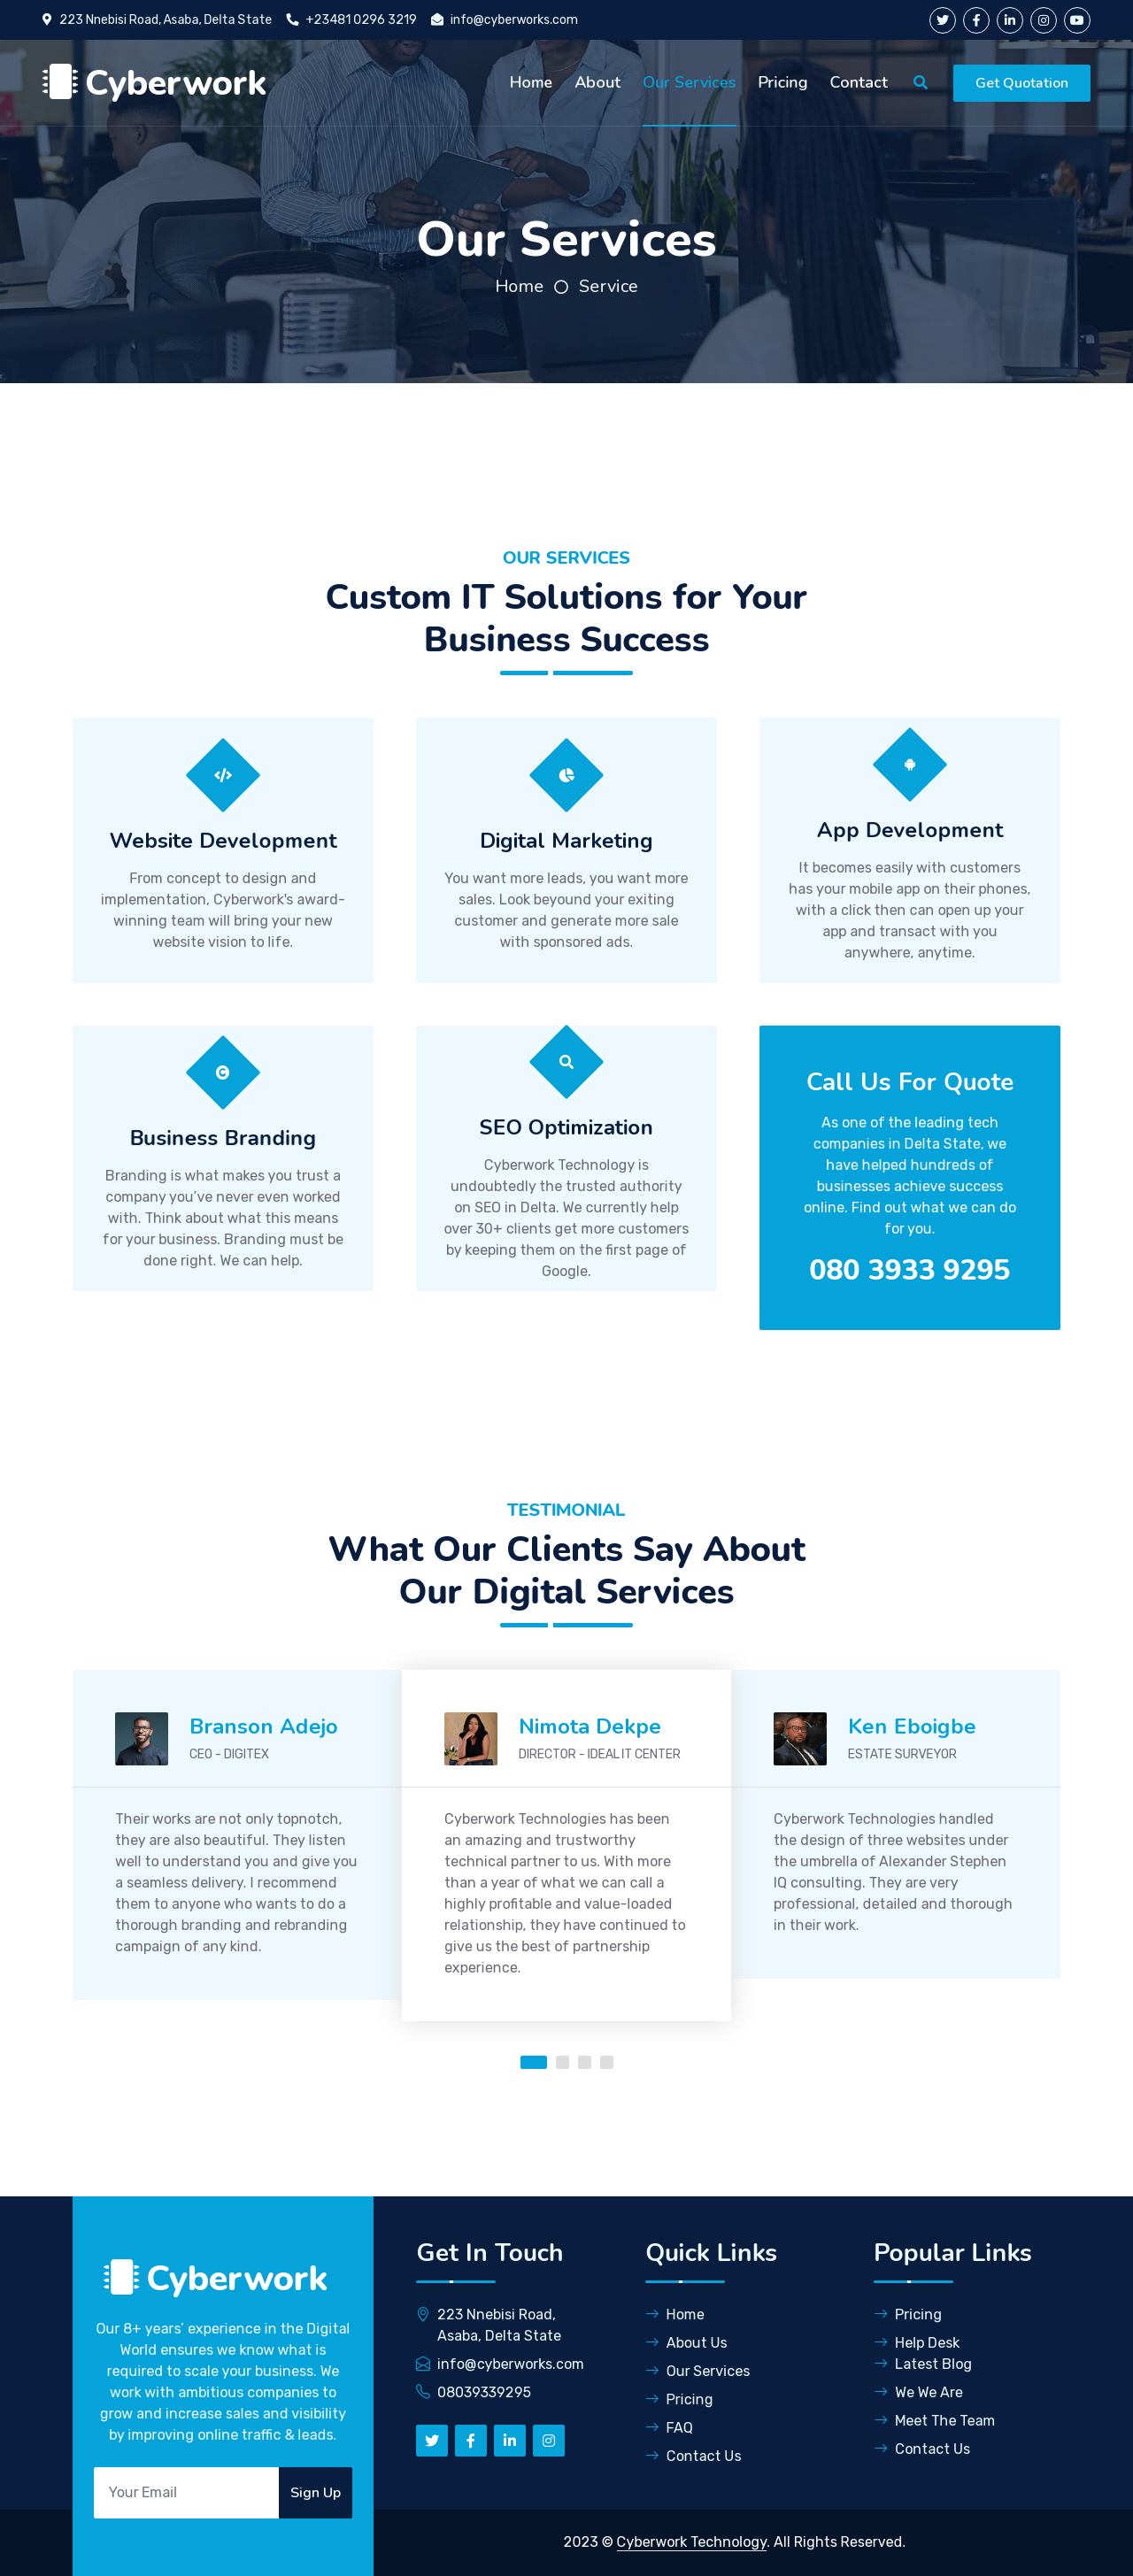 223 Nnebisi Road, Asaba, Delta State
+23481 0296 3219
info@cyberworks.com
Cyberwork
Home
About
Our Services
Pricing
Contact
Get Quotation
Our Services
Home
Service
OUR SERVICES
Custom IT Solutions for Your
Business Success
Website Development
From concept to design and
implementation, Cyberwork's award-
winning team will bring your new
website vision to life.
Digital Marketing
You want more leads, you want more
sales. Look beyound your exiting
customer and generate more sale
with sponsored ads.
App Development
It becomes easily with customers
has your mobile app on their phones,
with a click then can open up your
app and transact with you
anywhere, anytime.
Business Branding
Branding is what makes you trust a
company you've never even worked
with. Think about what this means
for your business. Branding must be
done right. We can help.
SEO Optimization
Cyberwork Technology is
undoubtedly the trusted authority
on SEO in Delta. We currently help
over 30+ clients get more customers
by keeping them on the first page of
Google.
Call Us For Quote
As one of the leading tech
companies in Delta State, we
have helped hundreds of
businesses achieve success
online. Find out what we can do
for you.
080 3933 9295
TESTIMONIAL
What Our Clients Say About
Our Digital Services
Branson Adejo
CEO - DIGITEX
Their works are not only topnotch,
they are also beautiful. They listen
well to understand you and give you
a seamless delivery. I recommend
them to anyone who wants to do a
thorough branding and rebranding
campaign of any kind.
Nimota Dekpe
DIRECTOR - IDEAL IT CENTER
Cyberwork Technologies has been
an amazing and trustworthy
technical partner to us. With more
than a year of what we can call a
highly profitable and value-loaded
relationship, they have continued to
give us the best of partnership
experience.
Ken Eboigbe
ESTATE SURVEYOR
Cyberwork Technologies handled
the design of three websites under
the umbrella of Alexander Stephen
IQ consulting. They are very
professional, detailed and thorough
in their work.
Cyberwork
Our 8+ years' experience in the Digital
World ensures we know what is
required to scale your business. We
work with ambitious companies to
grow and increase sales and visibility
by improving online traffic & leads.
Your Email
Sign Up
Get In Touch
223 Nnebisi Road,
Asaba, Delta State
info@cyberworks.com
08039339295
Quick Links
Home
About Us
Our Services
Pricing
FAQ
Contact Us
Popular Links
Pricing
Help Desk
Latest Blog
We We Are
Meet The Team
Contact Us
2023 © Cyberwork Technology. All Rights Reserved.